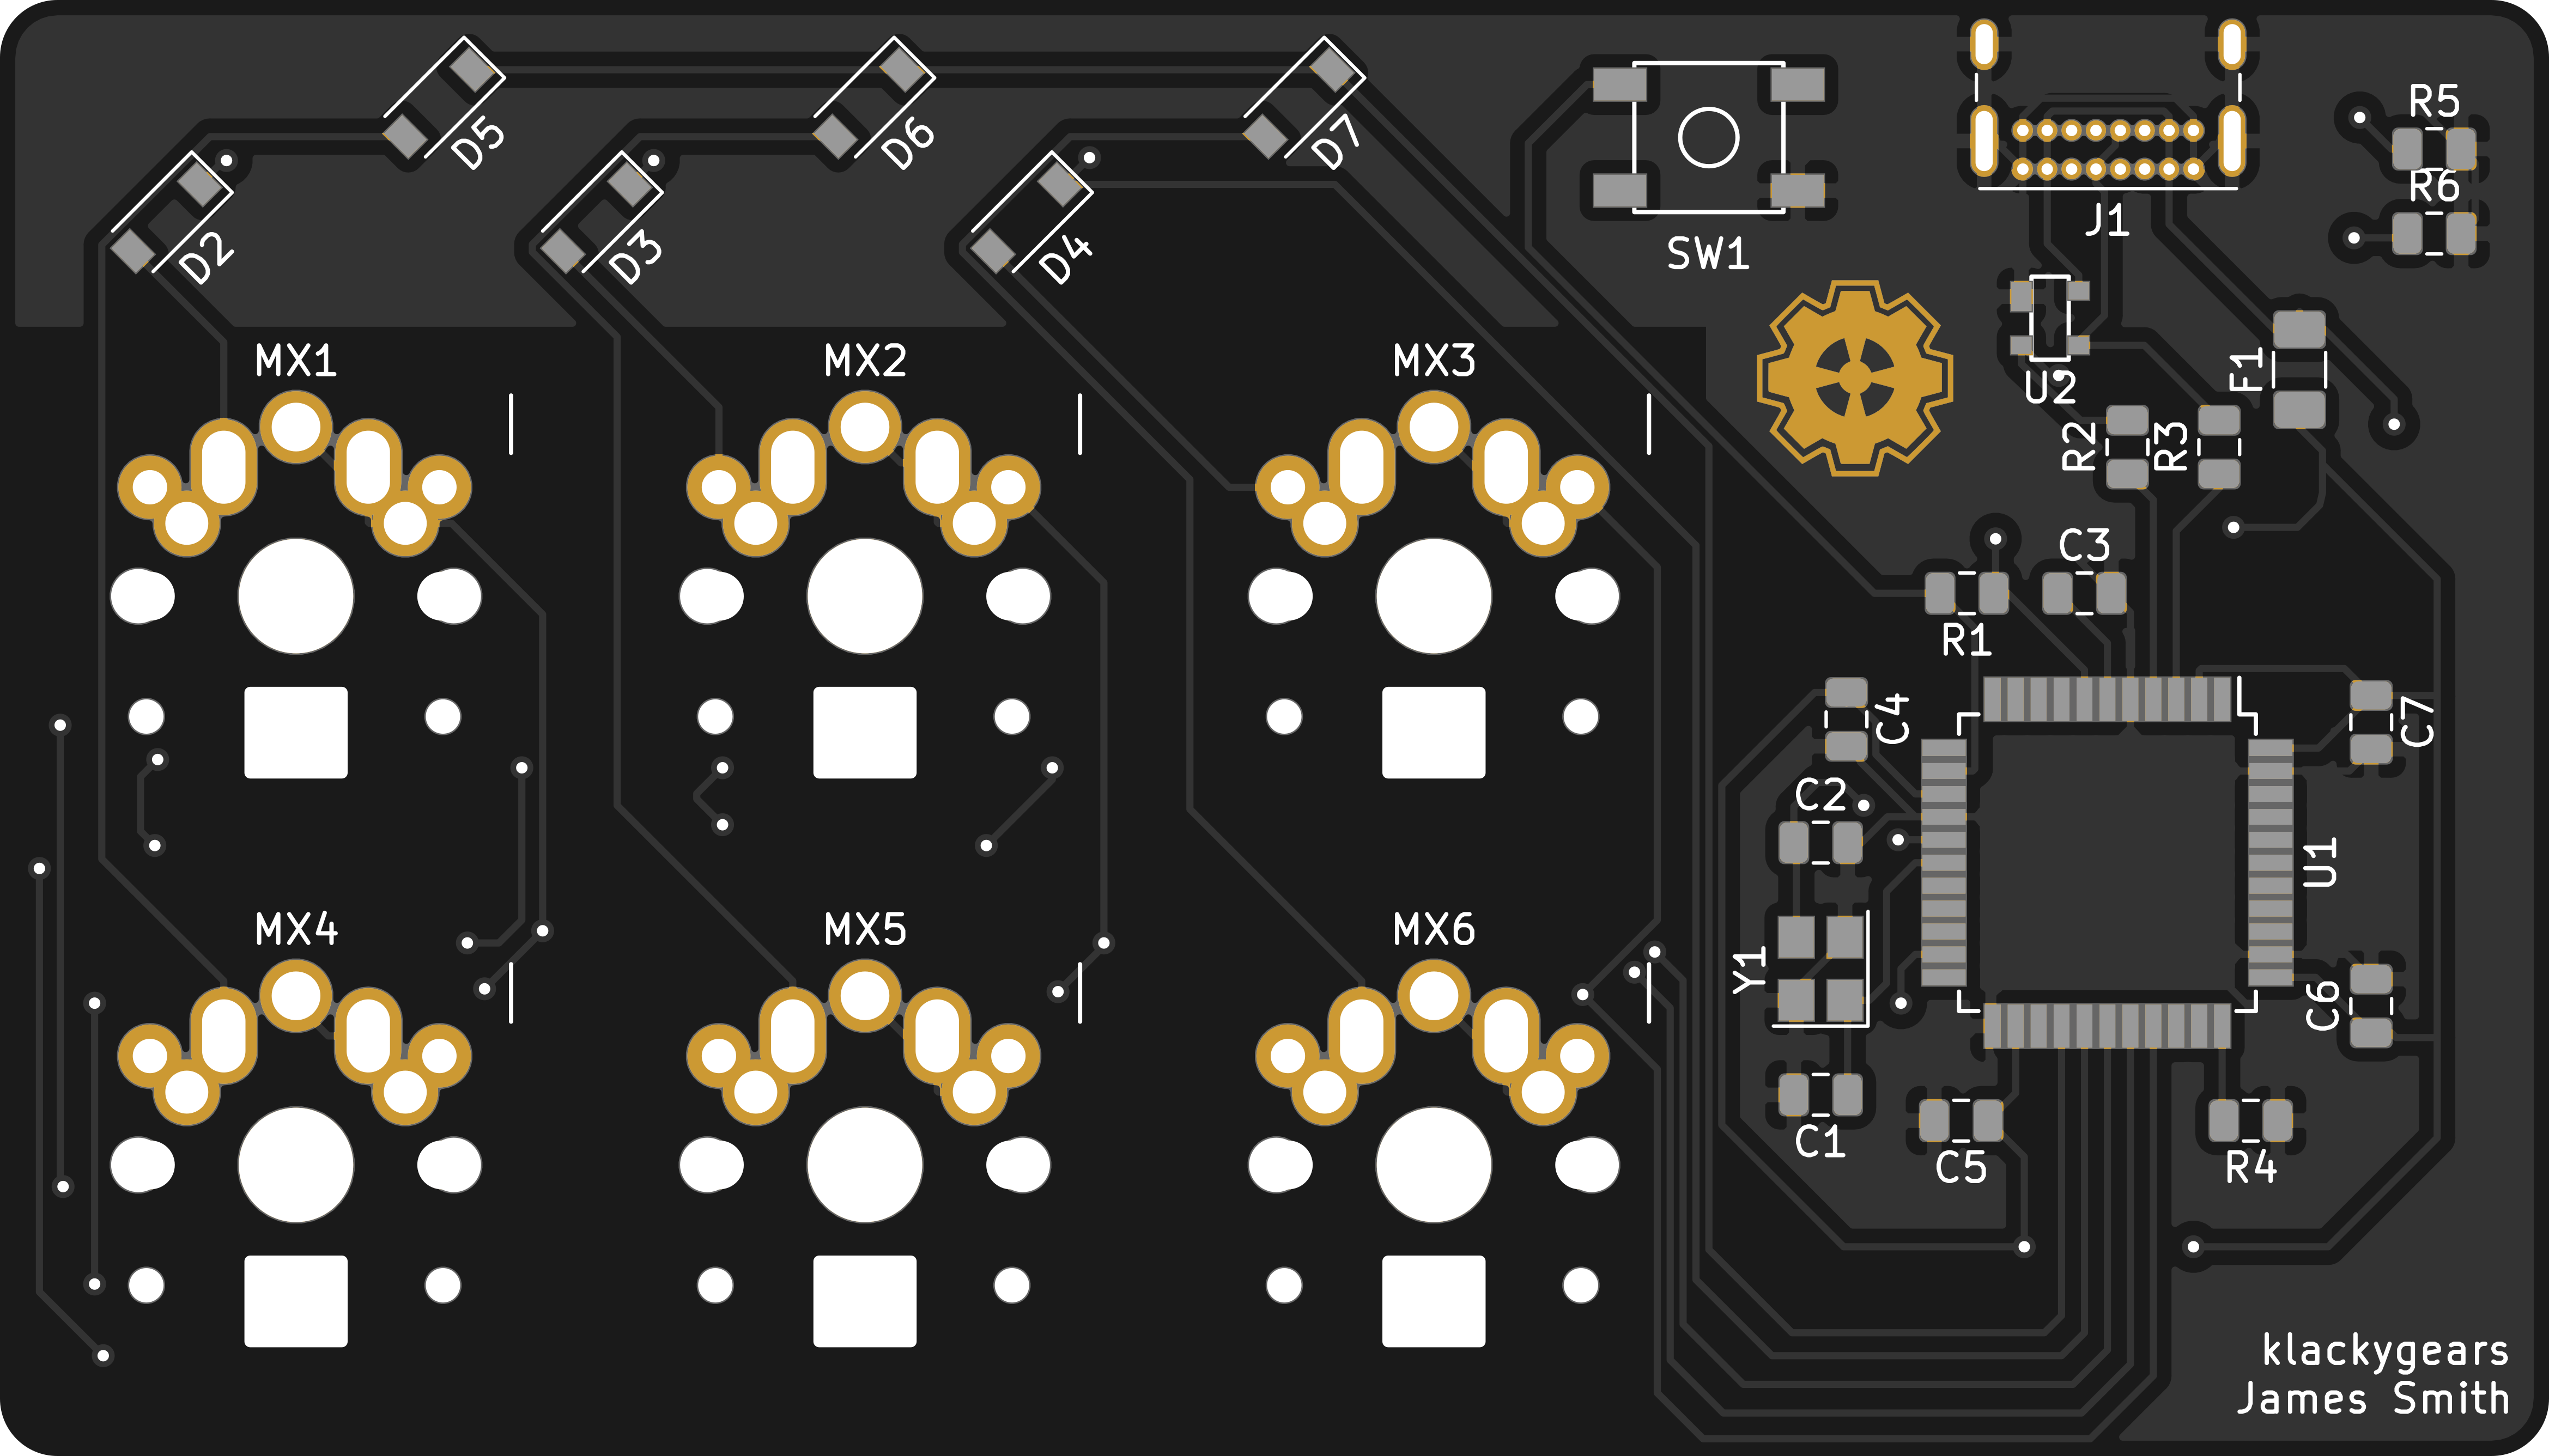 D5
D6
D7
D2
D3
D4
SW1
J1
R5
R6
U2
F1
R2
R3
MX1
MX2
MX3
C3
R1
C4
C7
C2
U1
MX4
MX5
MX6
Y1
C6
C1
C5
R4
klackygears
James Smith